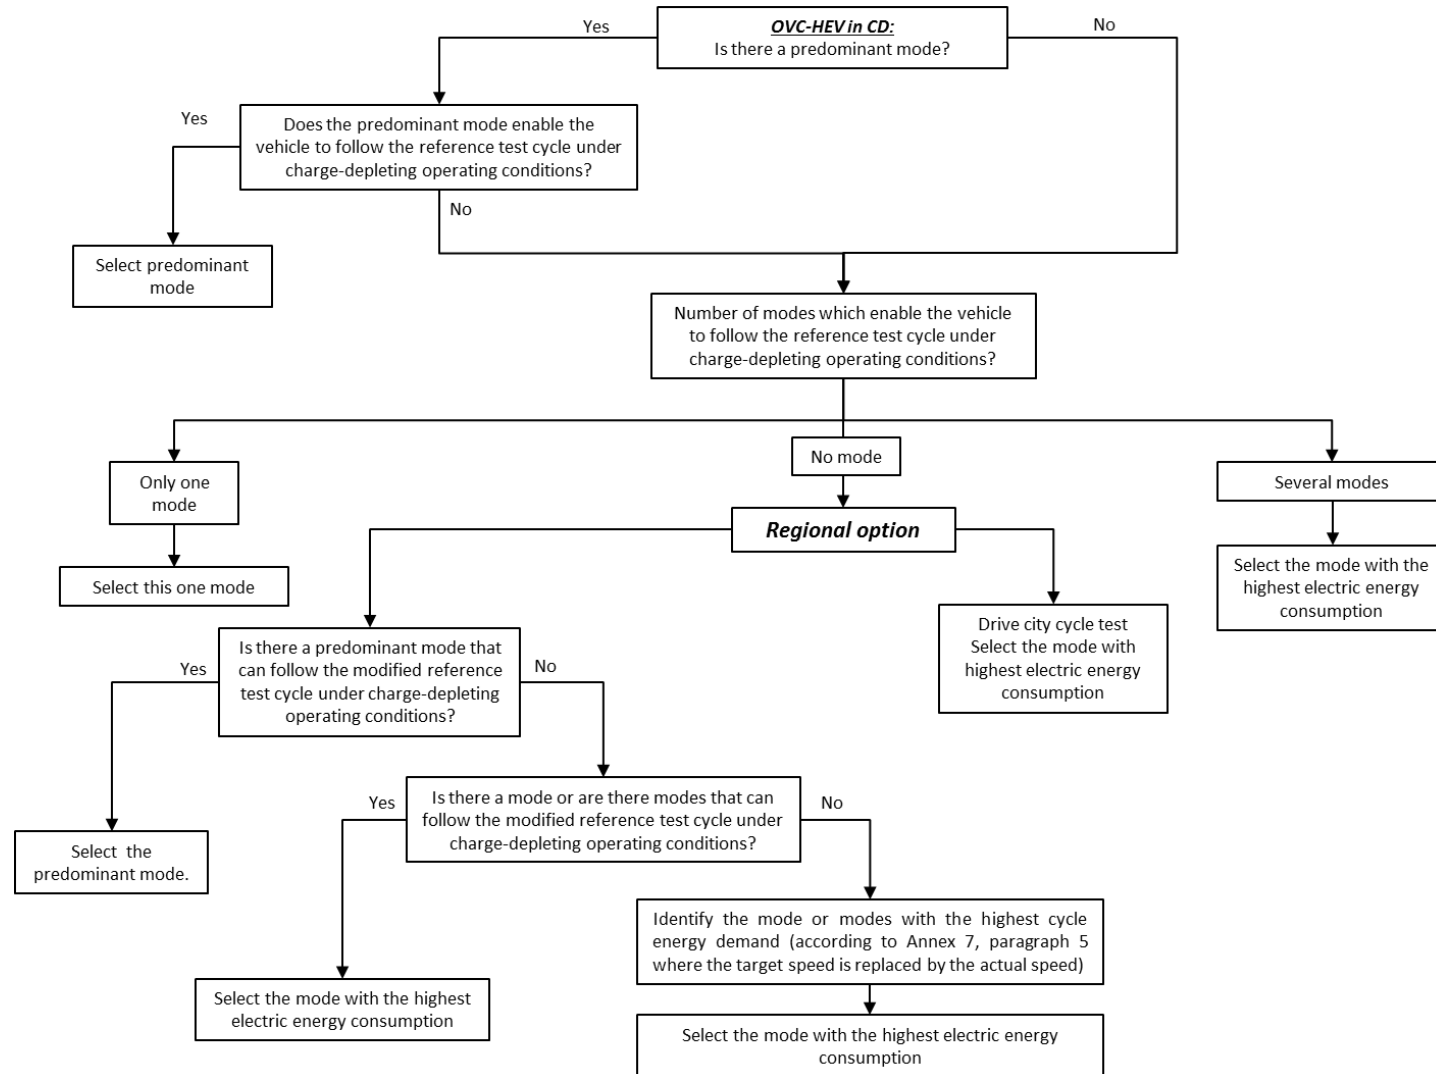 OVC-HEV in CD:
Is there a predominant mode?
Yes
No
Does the predominant mode enable the
vehicle to follow the reference test cycle under
charge-depleting operating conditions?
Yes
No
Select predominant
mode
Number of modes which enable the vehicle
to follow the reference test cycle under
charge-depleting operating conditions?
Only one
mode
No mode
Several modes
Select this one mode
Regional option
Select the mode with the
highest electric energy
consumption
Drive city cycle test
Select the mode with
highest electric energy
consumption
Is there a predominant mode that
can follow the modified reference
test cycle under charge-depleting
operating conditions?
Yes
No
Select the
predominant mode.
Is there a mode or are there modes that can
follow the modified reference test cycle under
charge-depleting operating conditions?
Yes
No
Select the mode with the highest
electric energy consumption
Identify the mode or modes with the highest cycle
energy demand (according to Annex 7, paragraph 5
where the target speed is replaced by the actual speed)
Select the mode with the highest electric energy
consumption